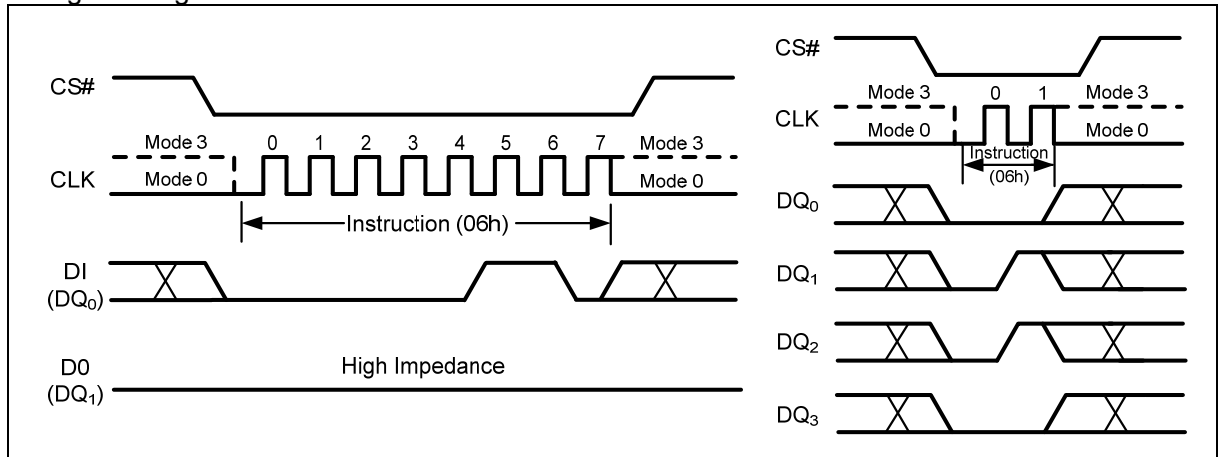 CS#
Mode 3 0 1 2 3 4 5 6 7 Mode 3
CLK
Mode 0 Mode 0
Instruction (06h)
DI
(DQ0)
High Impedance
D0
(DQ1)
CS#
Mode 3 0 1 Mode 3
CLK
Mode 0 Mode 0
Instruction
(06h)
DQ0
DQ1
DQ2
DQ3